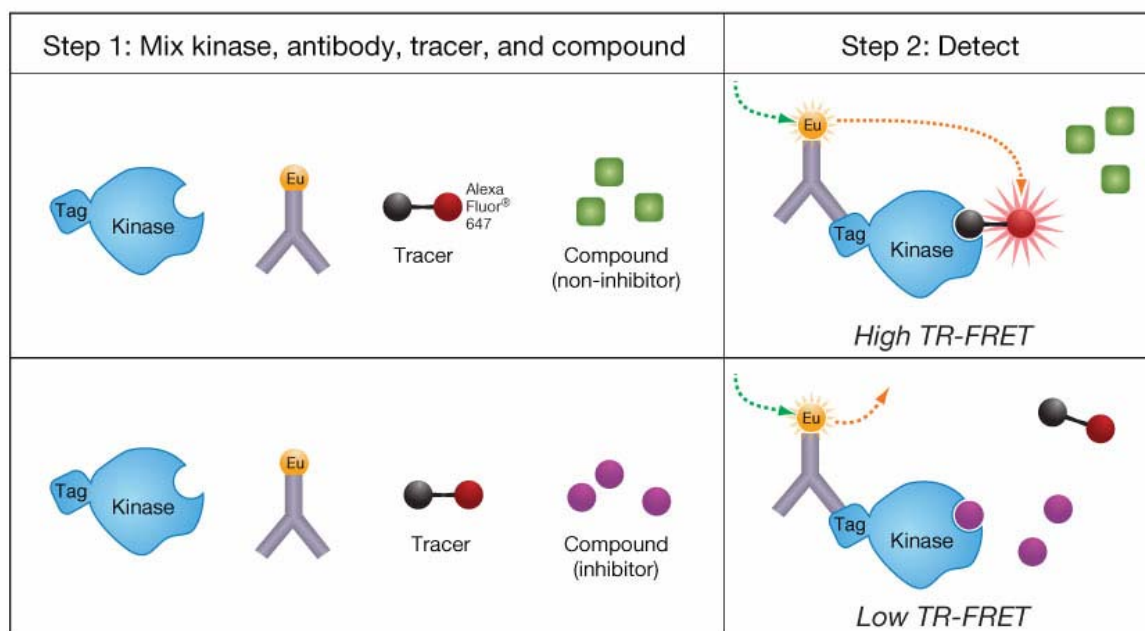 Step 1: Mix kinase, antibody, tracer, and compound
Step 2: Detect
Tag
Kinase
Eu
Alexa
Fluor®
647
Tracer
Compound
(non-inhibitor)
Eu
Tag
Kinase
High TR-FRET
Tag
Kinase
Eu
Tracer
Compound
(inhibitor)
Eu
Tag
Kinase
Low TR-FRET